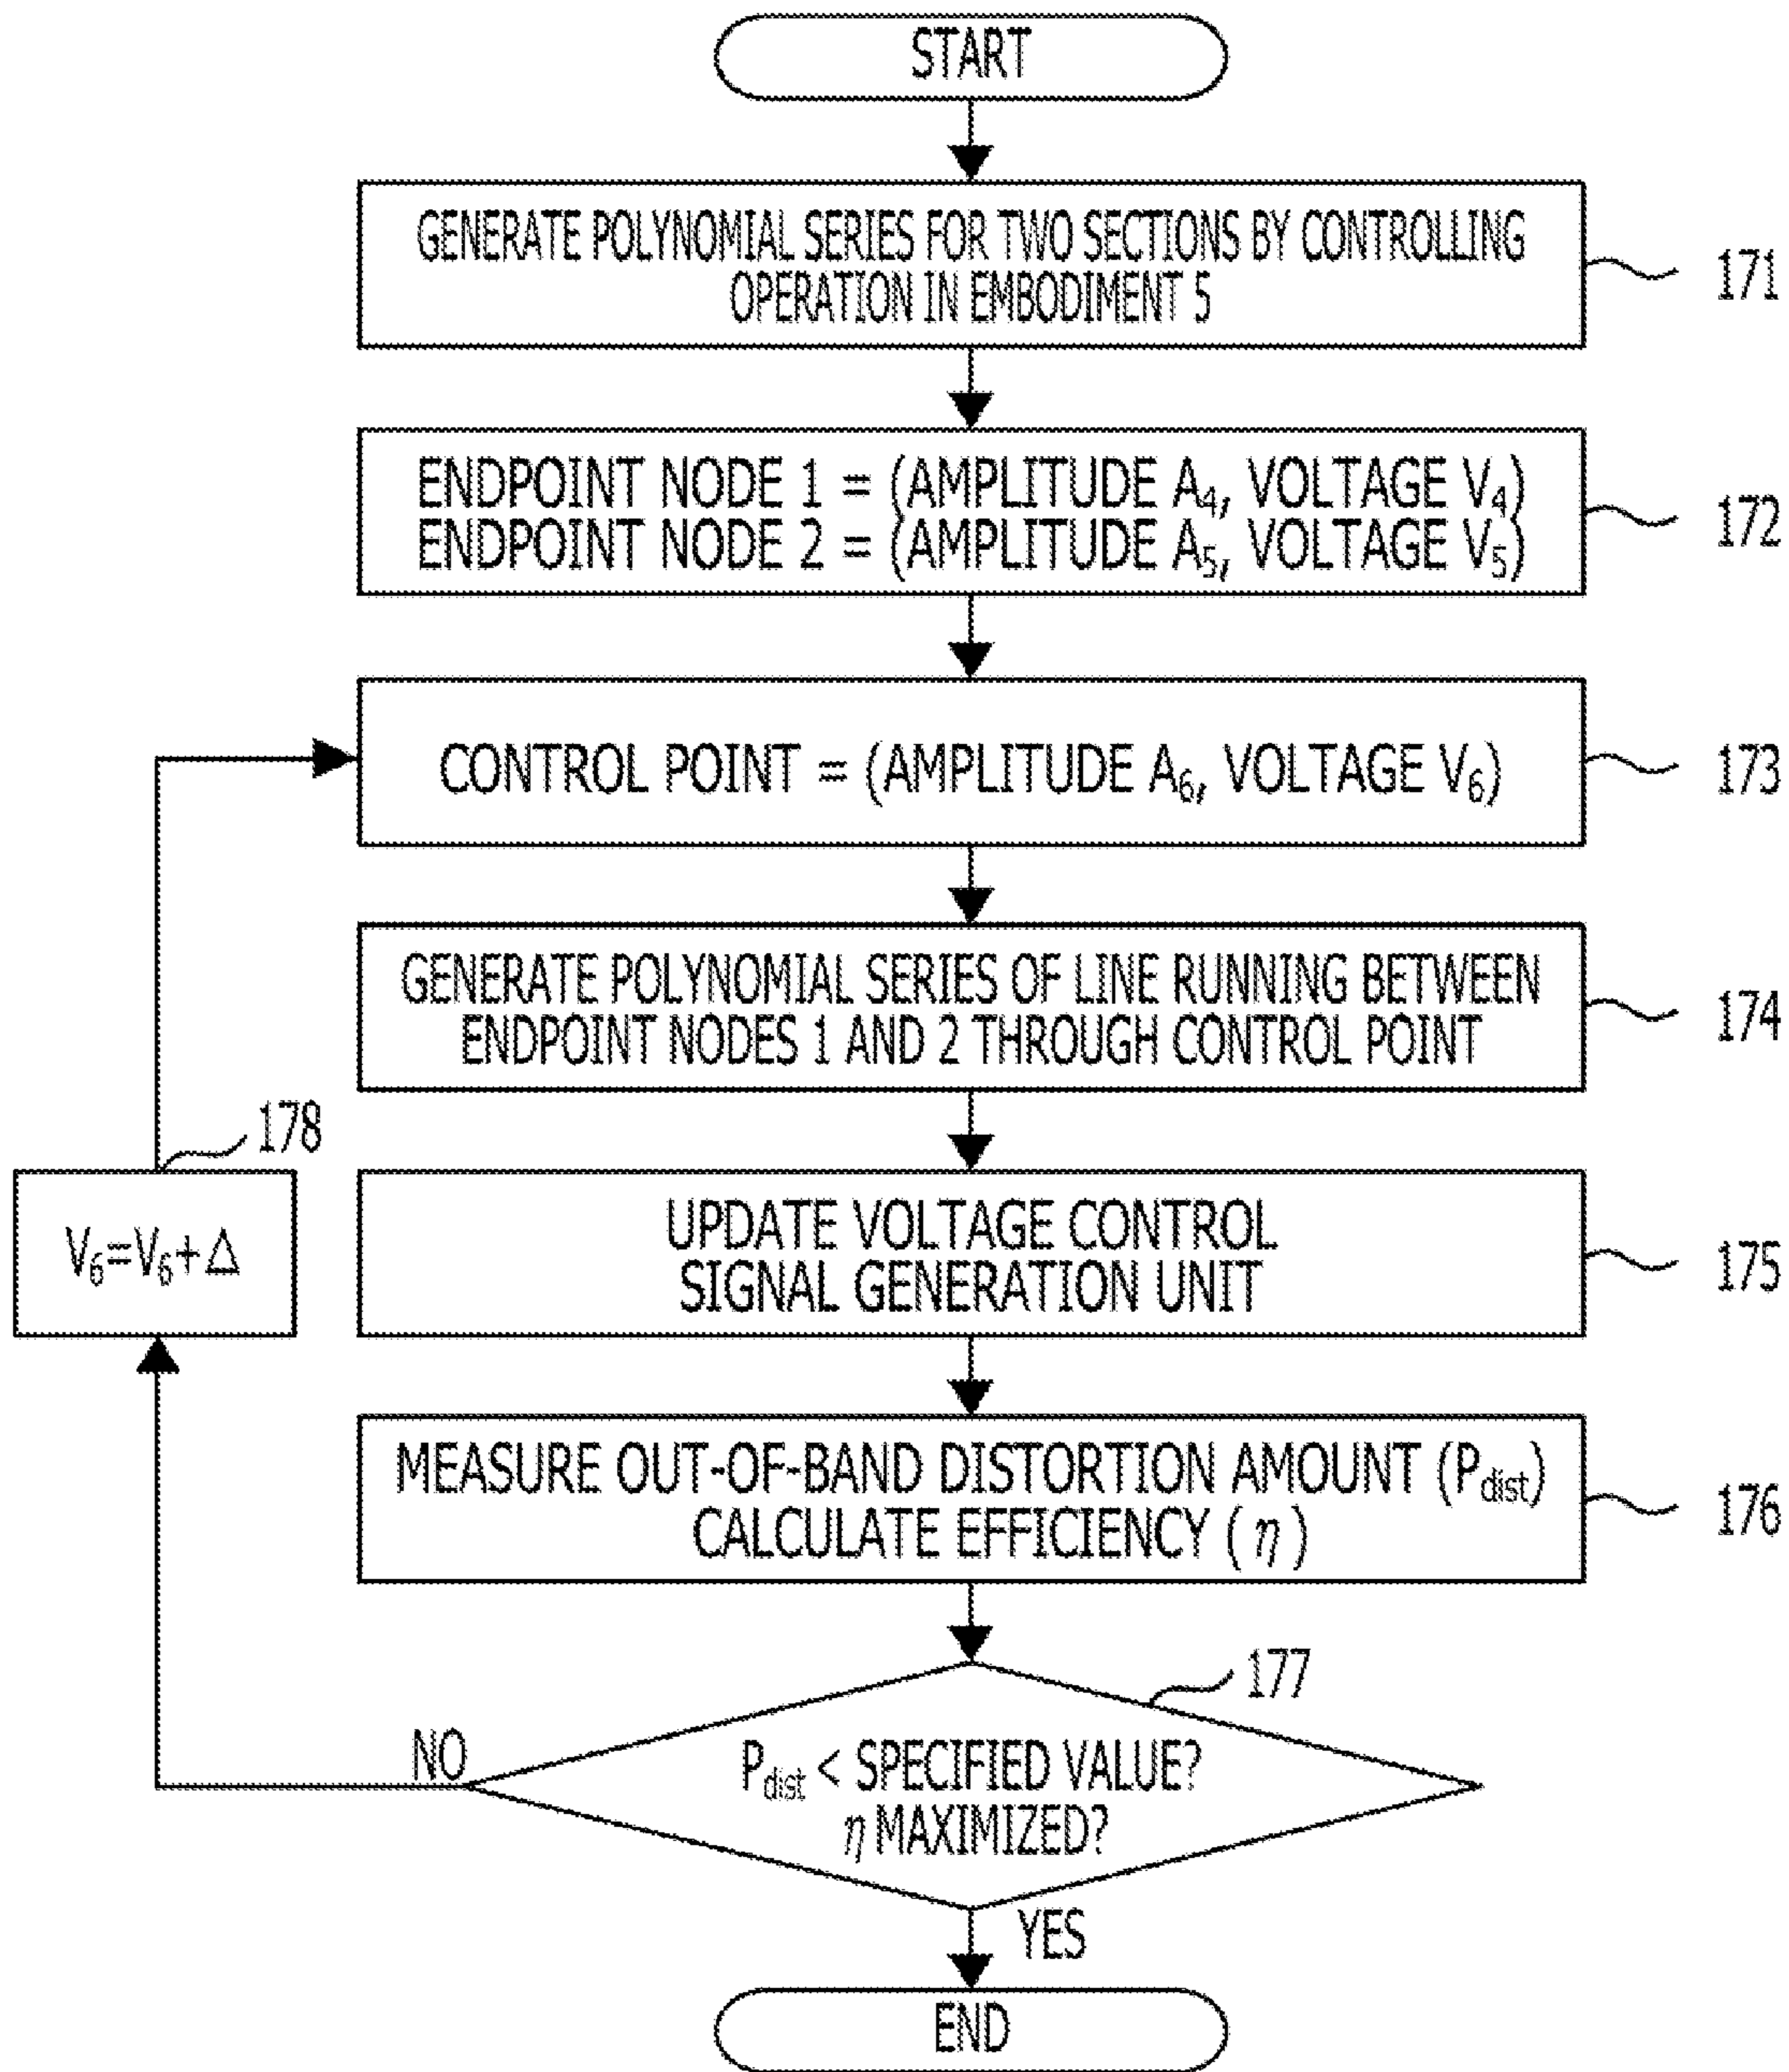 START
GENERATE POLYNOMIAL SERIES FOR TWO SECTIONS BY CONTROLLING
OPERATION IN EMBODIMENT 5
171
ENDPOINT NODE 1 = (AMPLITUDE A₄, VOLTAGE V₄)
ENDPOINT NODE 2 = (AMPLITUDE A₅, VOLTAGE V₅)
172
CONTROL POINT = (AMPLITUDE A₆, VOLTAGE V₆)
173
GENERATE POLYNOMIAL SERIES OF LINE RUNNING BETWEEN
ENDPOINT NODES 1 AND 2 THROUGH CONTROL POINT
174
178
V₆=V₆+Δ
UPDATE VOLTAGE CONTROL
SIGNAL GENERATION UNIT
175
MEASURE OUT-OF-BAND DISTORTION AMOUNT (Pdist)
CALCULATE EFFICIENCY (η)
176
177
NO
Pdist < SPECIFIED VALUE?
η MAXIMIZED?
YES
END